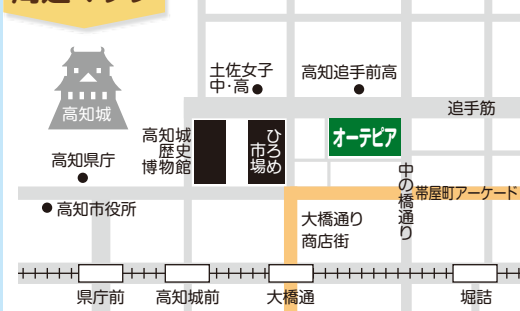 土佐女子
中・高
高知追手前高
高知城
追手筋
高知城
歴史
博物館
ひろめ
市場
オーテピア
高知県庁
中の橋通り
帯屋町アーケード
高知市役所
大橋通り
商店街
県庁前
高知城前
大橋通
堀詰